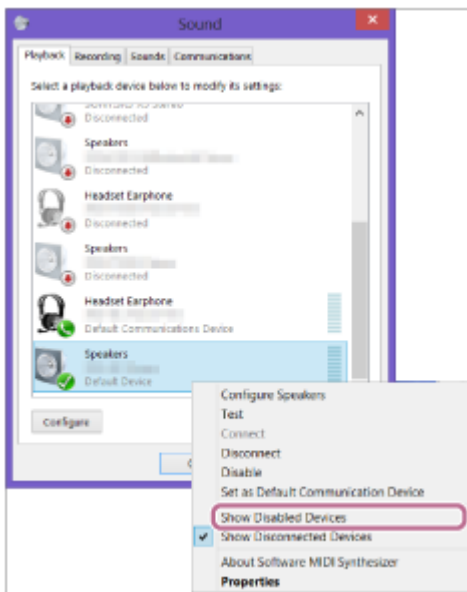 Sound
Playback Recording Sounds Communications
Select a playback device below to modify its settings:
Disconnected
Speakers
Disconnected
Headset Earphone
Disconnected
Speakers
Disconnected
Headset Earphone
Default Communications Device
Speakers
Default Device
Configure
Configure Speakers
Test
Connect
Disconnect
Disable
Set as Default Communication Device
Show Disabled Devices
Show Disconnected Devices
About Software MIDI Synthesizer
Properties